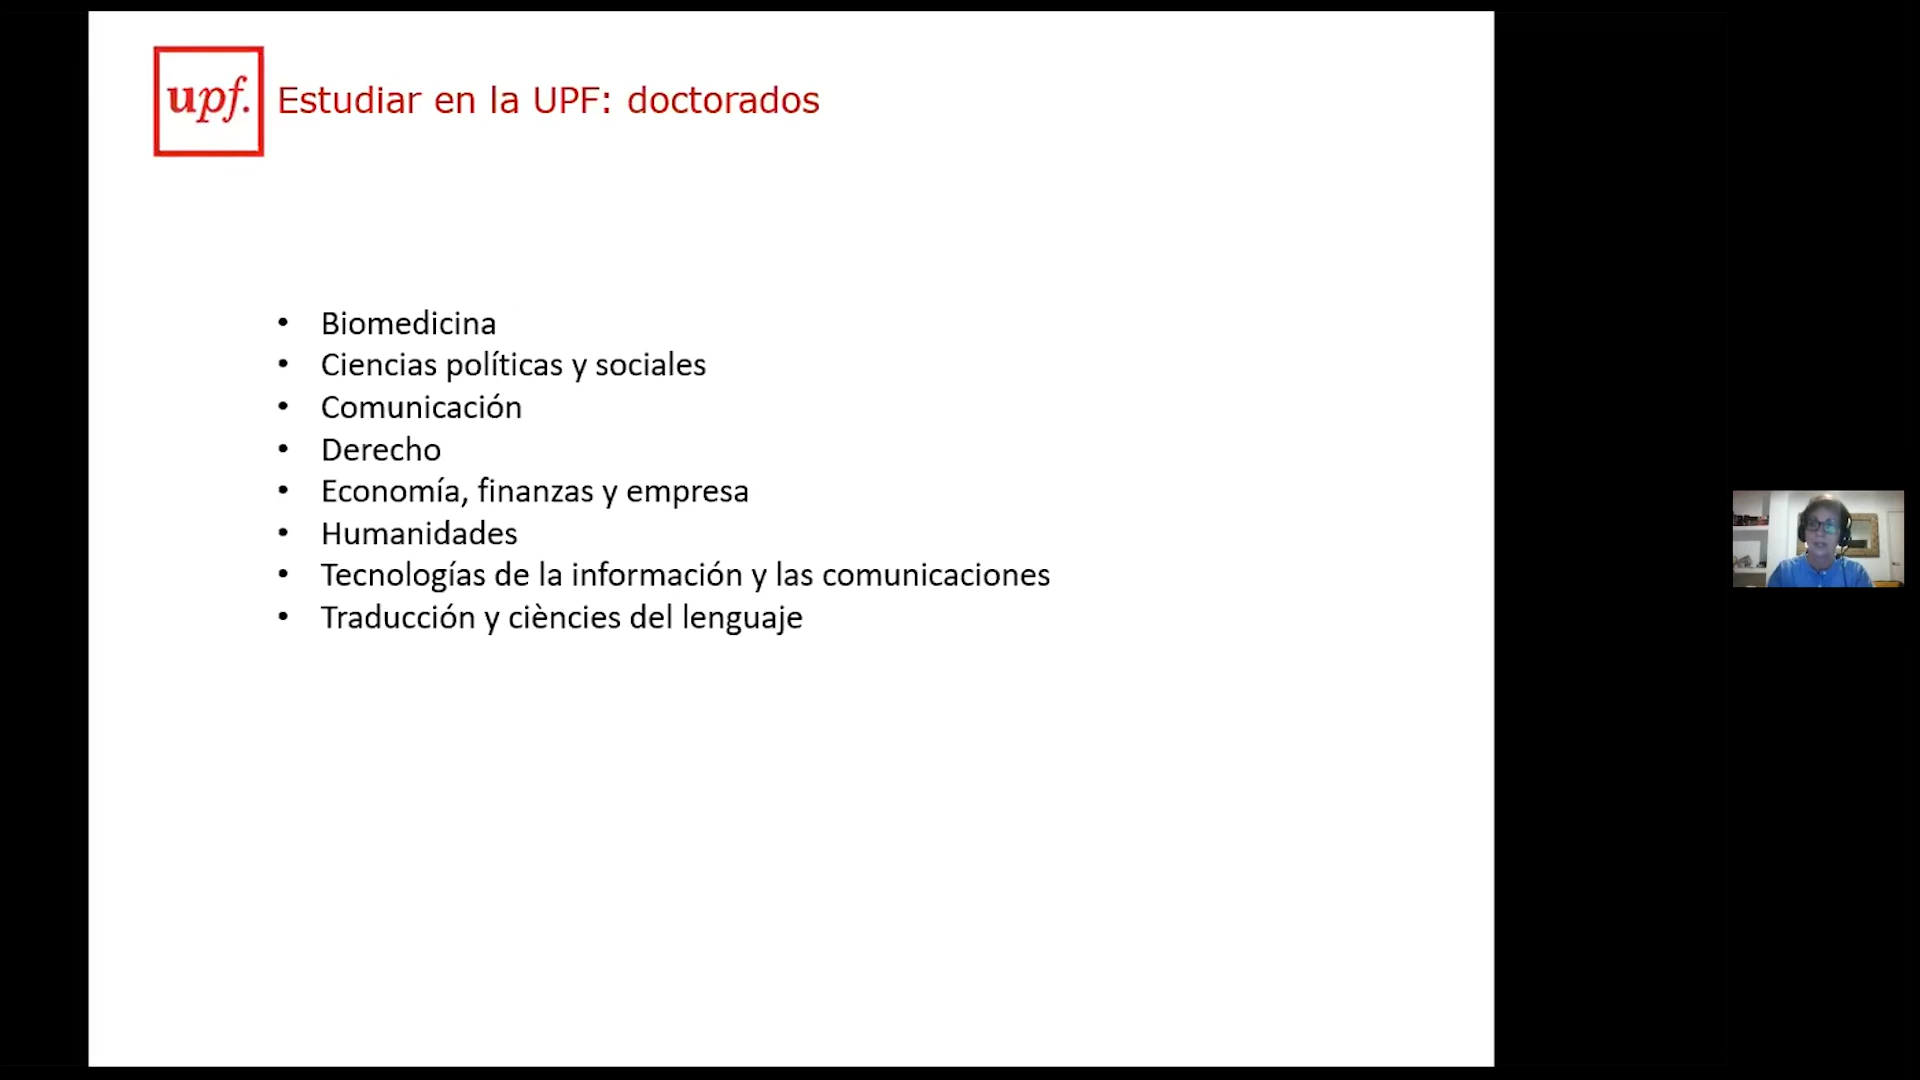 upf. Estudiar en la UPF: doctorados
• Biomedicina
• Ciencias políticas y sociales
• Comunicación
• Derecho
• Economía, finanzas y empresa
• Humanidades
• Tecnologías de la información y las comunicaciones
• Traducción y ciències del lenguaje